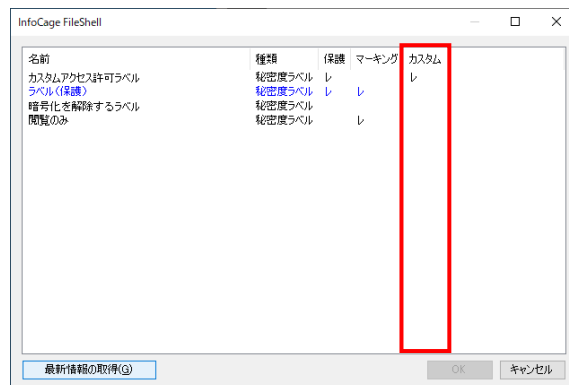 InfoCage FileShell
名前 種類 保護 マーキング カスタム
カスタムアクセス許可ラベル 秘密度ラベル レ レ
ラベル(保護) 秘密度ラベル レ レ
暗号化を解除するラベル 秘密度ラベル
閲覧のみ 秘密度ラベル レ
最新情報の取得(G) OK キャンセル